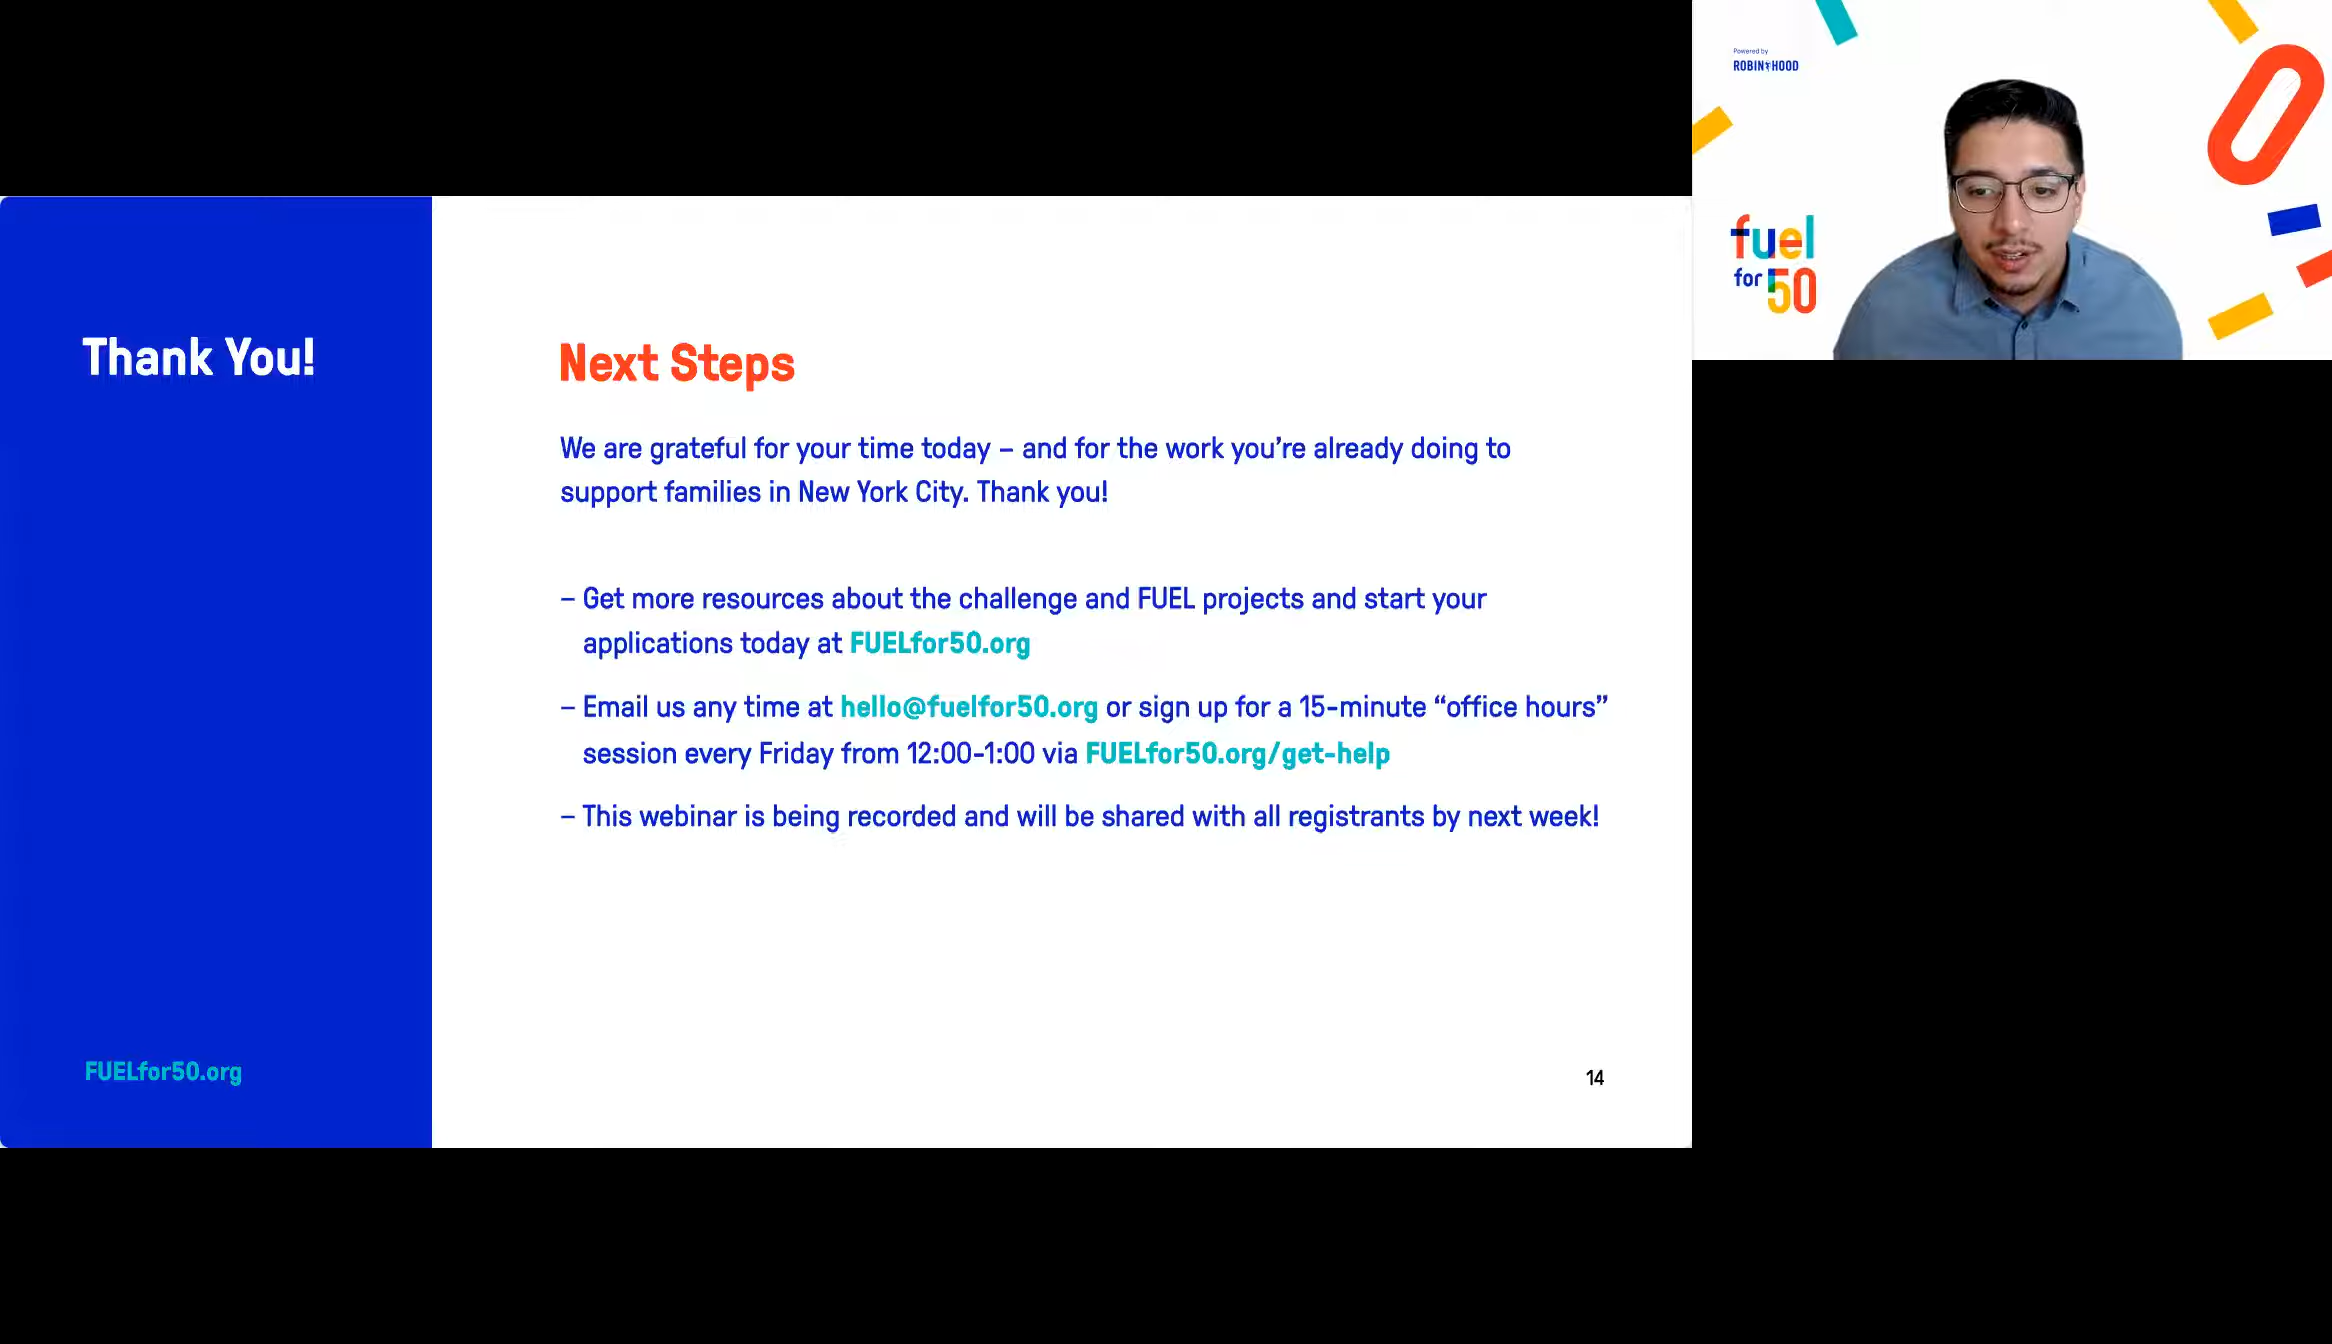 Thank You!
FUELfor50.org
Next Steps
We are grateful for your time today – and for the work you’re already doing to
support families in New York City. Thank you!
– Get more resources about the challenge and FUEL projects and start your
applications today at FUELfor50.org
– Email us any time at hello@fuelfor50.org or sign up for a 15-minute “office hours”
session every Friday from 12:00-1:00 via FUELfor50.org/get-help
– This webinar is being recorded and will be shared with all registrants by next week!
14
Powered by
ROBIN HOOD
fuel
for 50